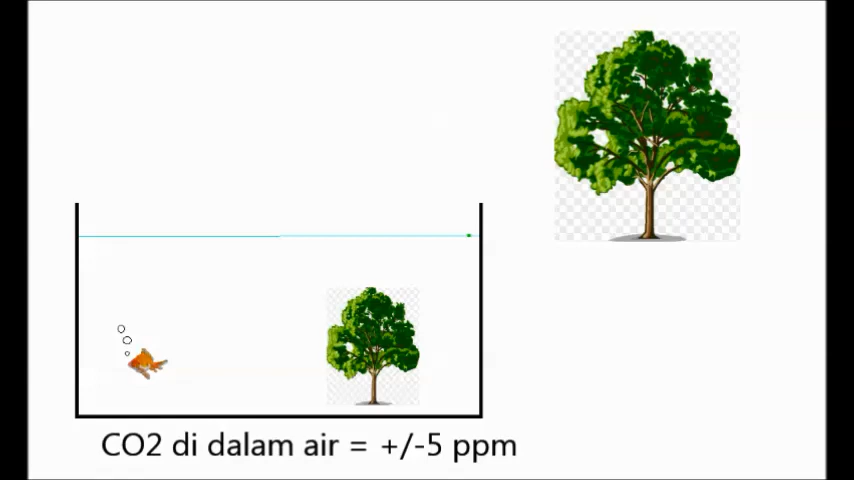 CO2 di dalam air = +/-5 ppm